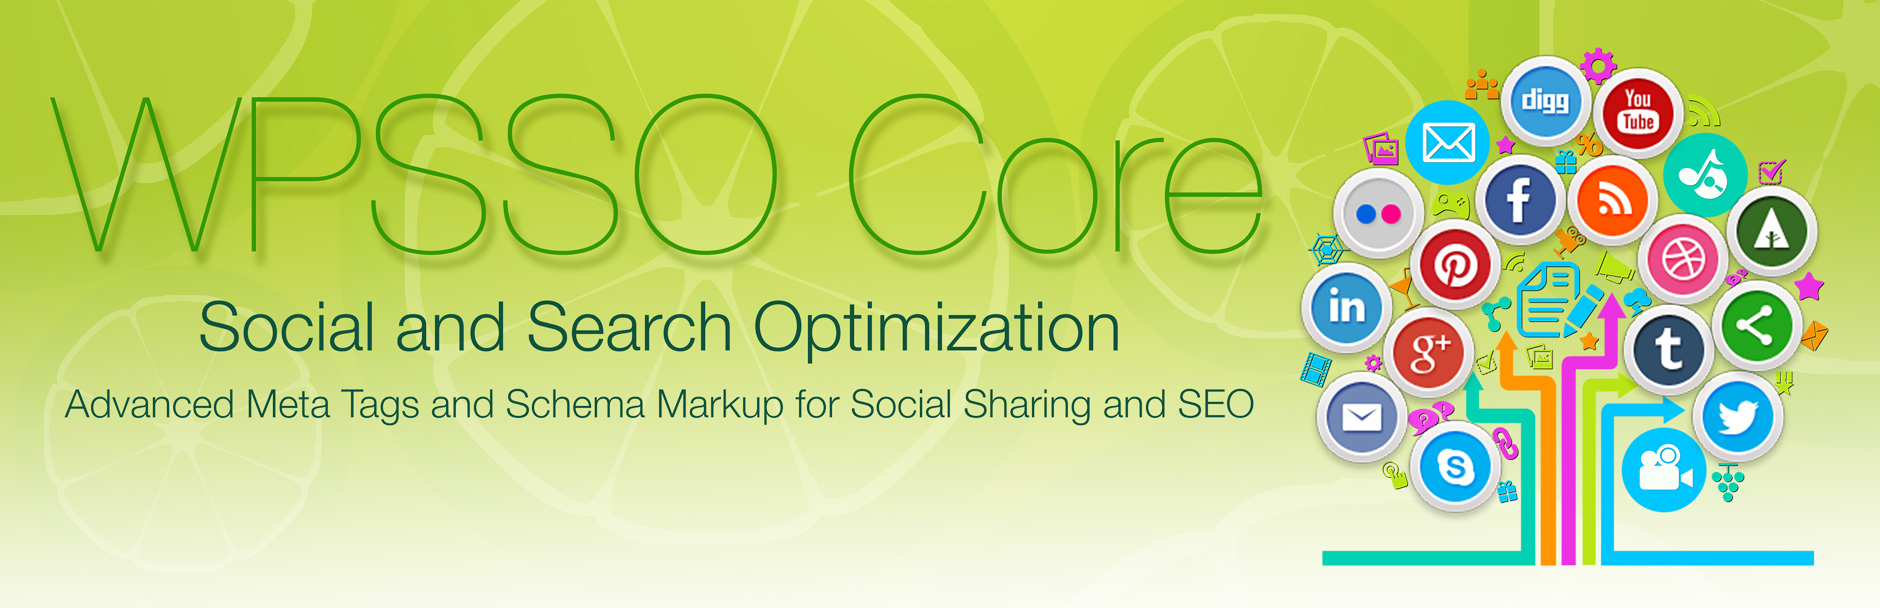 WPSSO Core
Social and Search Optimization
Advanced Meta Tags and Schema Markup for Social Sharing and SEO
digg
You
Tube
f
in
g+
t
S